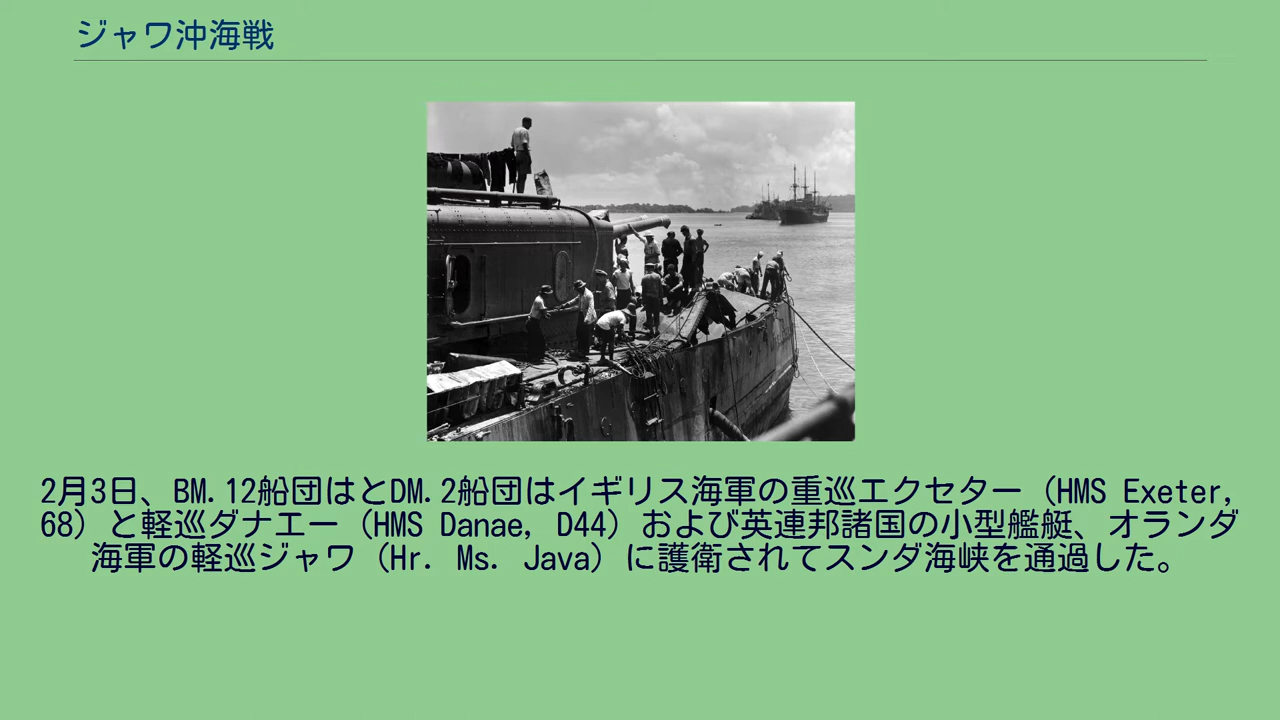 ジャワ沖海戦
2月3日、BM.12船団はとDM.2船団はイギリス海軍の重巡エクセター（HMS Exeter,
68）と軽巡ダナエー（HMS Danae, D44）および英連邦諸国の小型艦艇、オランダ
海軍の軽巡ジャワ（Hr. Ms. Java）に護衛されてスンダ海峡を通過した。